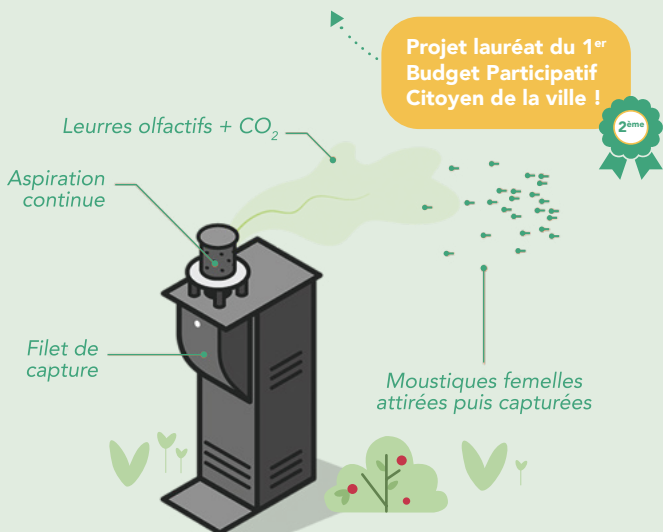 Projet lauréat du 1er
Budget Participatif
Citoyen de la ville !
2ème
Leurres olfactifs + CO2
Aspiration
continue
Filet de
capture
Moustiques femelles
attirées puis capturées